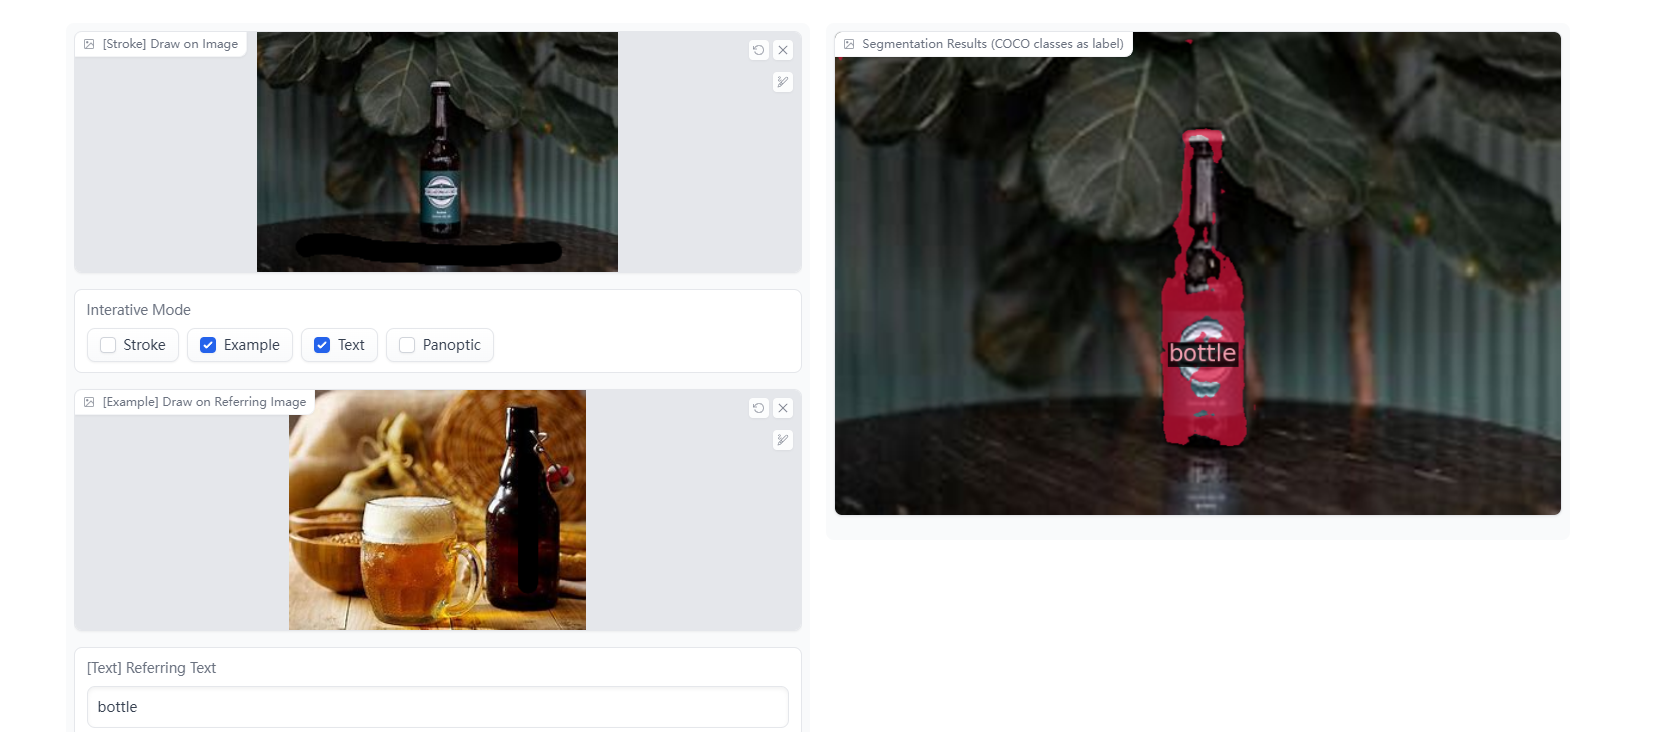 [Stroke] Draw on Image
Interative Mode
Stroke
Example
Text
Panoptic
[Example] Draw on Referring Image
[Text] Referring Text
bottle
Segmentation Results (COCO classes as label)
bottle